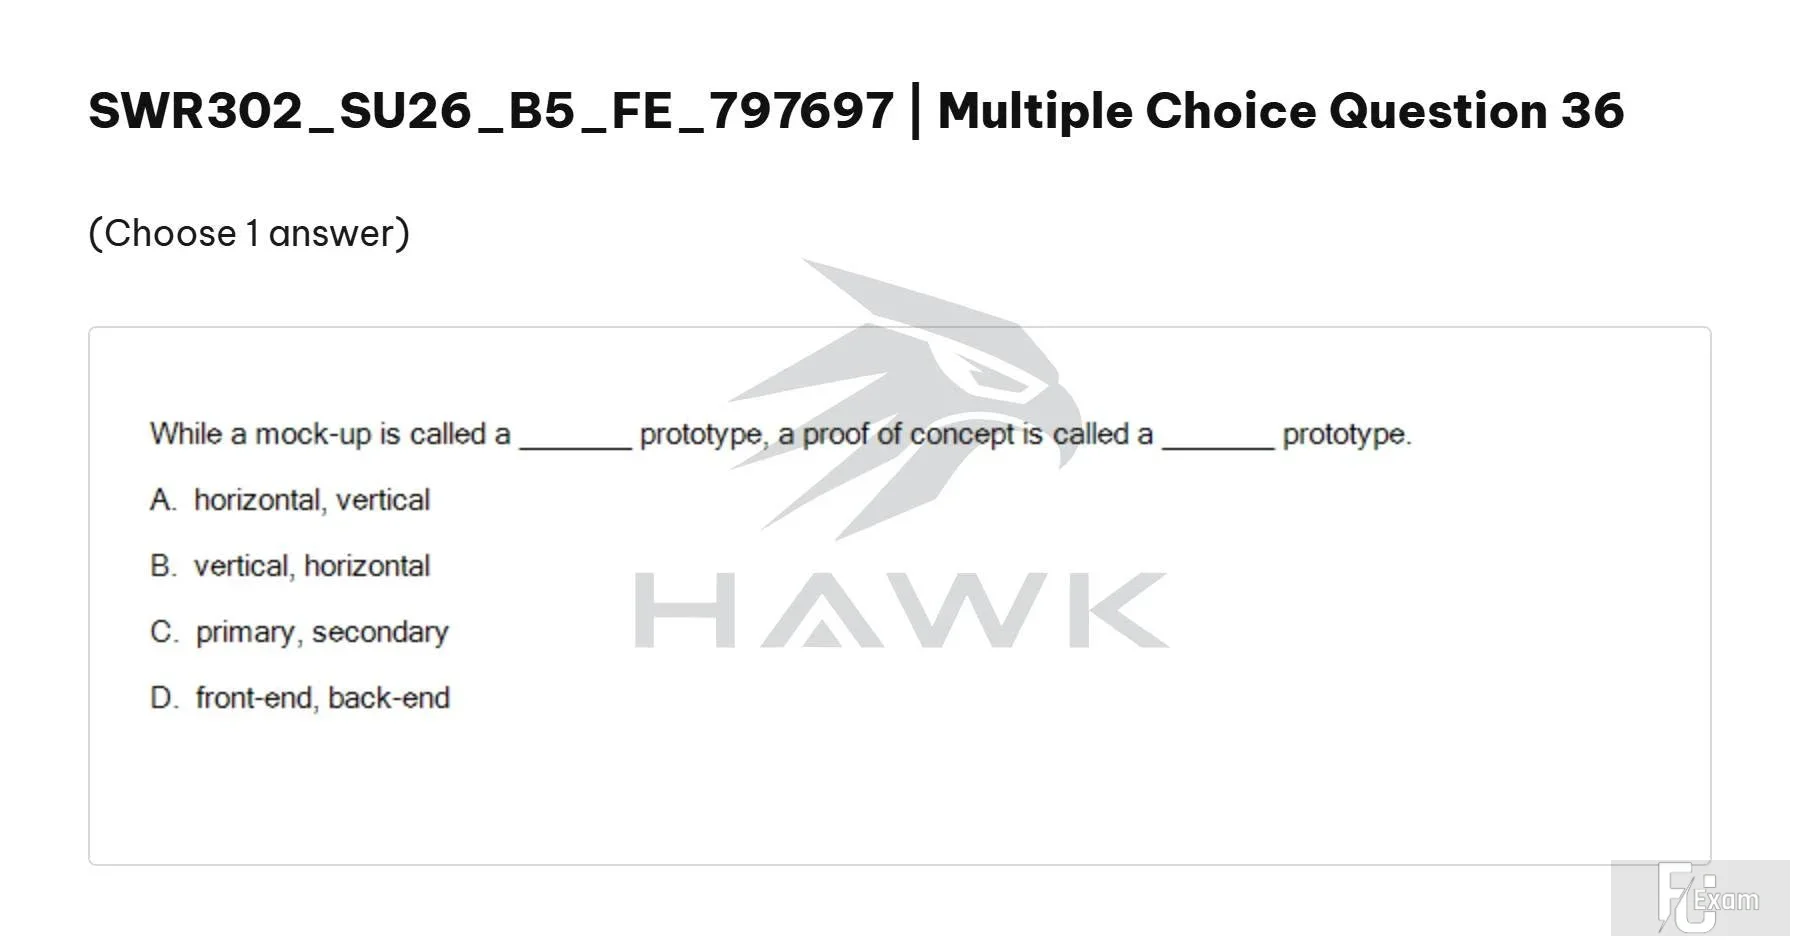 SWR302_SU26_B5_FE_797697 | Multiple Choice Question 36
(Choose 1 answer)
While a mock-up is called a _______ prototype, a proof of concept is called a _______ prototype.
A. horizontal, vertical
B. vertical, horizontal
C. primary, secondary
D. front-end, back-end
HAWK
FU Exam